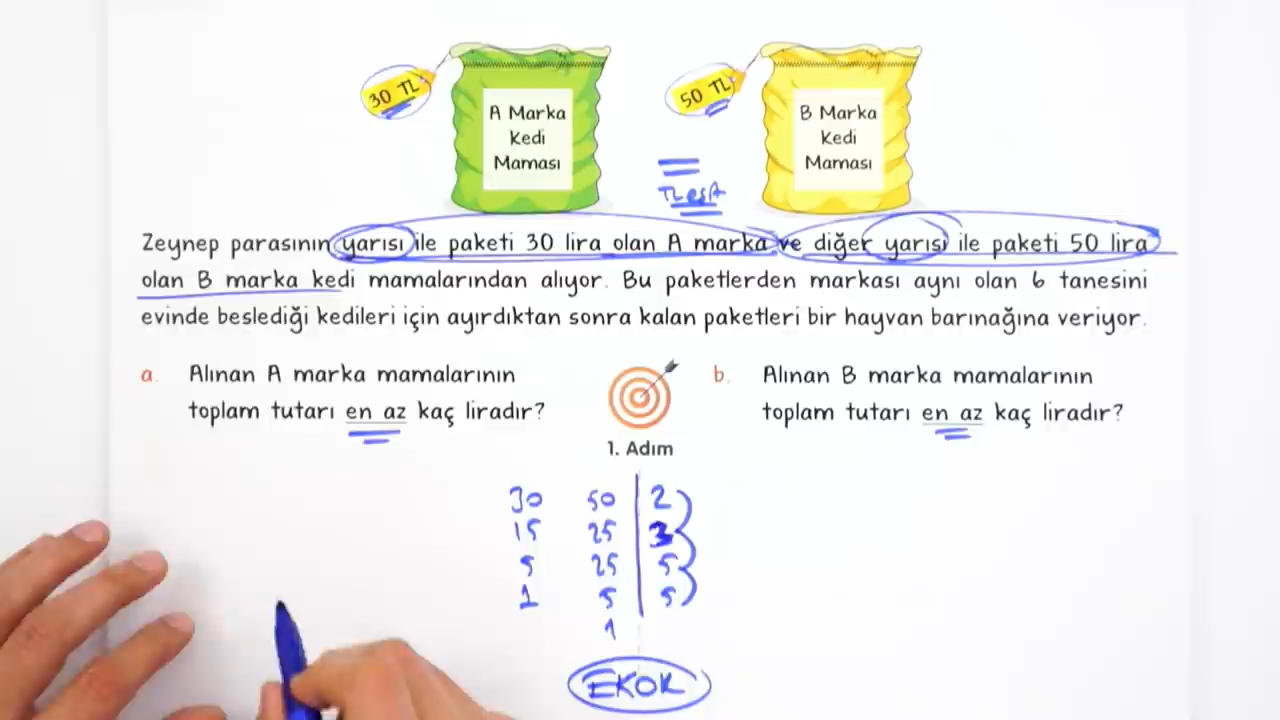 30 TL
A Marka
Kedi
Maması
50 TL
B Marka
Kedi
Maması
TL eşit
Zeynep parasının yarısı ile paketi 30 lira olan A marka ve diğer yarısı ile paketi 50 lira
olan B marka kedi mamalarından alıyor. Bu paketlerden markası aynı olan 6 tanesini
evinde beslediği kedileri için ayırdıktan sonra kalan paketleri bir hayvan barınağına veriyor.
a. Alınan A marka mamalarının
toplam tutarı en az kaç liradır?
1. Adım
b. Alınan B marka mamalarının
toplam tutarı en az kaç liradır?
30 50 2
15 25 3
5 25 5
1 5 5
1
EKOK